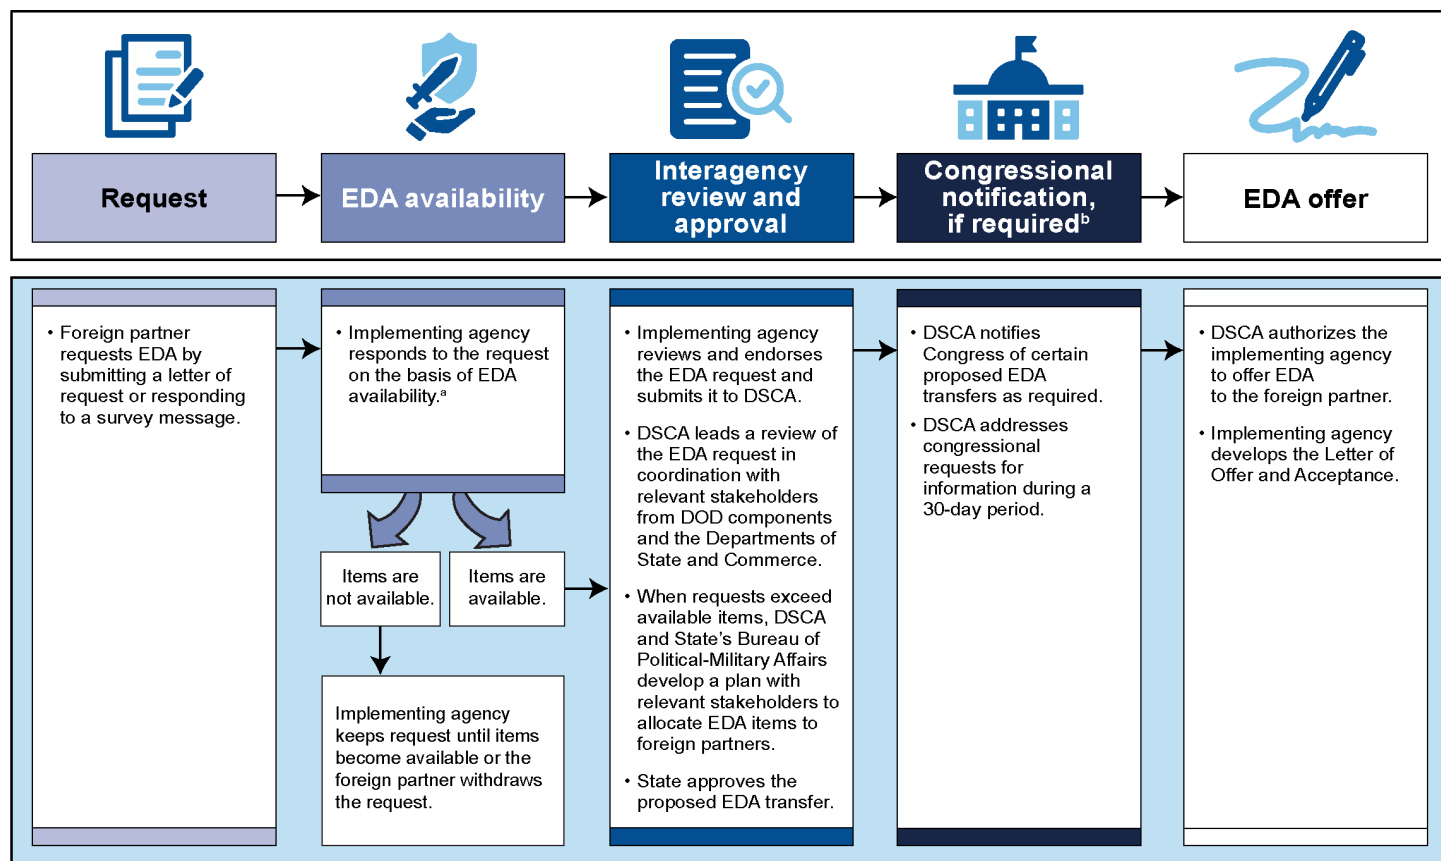 Request
EDA availability
Interagency
review and
approval
Congressional
notification,
if requiredᵇ
EDA offer
• Foreign partner
requests EDA by
submitting a letter of
request or responding
to a survey message.
• Implementing agency
responds to the request
on the basis of EDA
availability.ᵃ
Items are
not available.
Items are
available.
Implementing agency
keeps request until items
become available or the
foreign partner withdraws
the request.
• Implementing agency
reviews and endorses
the EDA request and
submits it to DSCA.
• DSCA leads a review of
the EDA request in
coordination with
relevant stakeholders
from DOD components
and the Departments of
State and Commerce.
• When requests exceed
available items, DSCA
and State’s Bureau of
Political-Military Affairs
develop a plan with
relevant stakeholders to
allocate EDA items to
foreign partners.
• State approves the
proposed EDA transfer.
• DSCA notifies
Congress of certain
proposed EDA
transfers as required.
• DSCA addresses
congressional
requests for
information during a
30-day period.
• DSCA authorizes the
implementing agency
to offer EDA
to the foreign partner.
• Implementing agency
develops the Letter of
Offer and Acceptance.